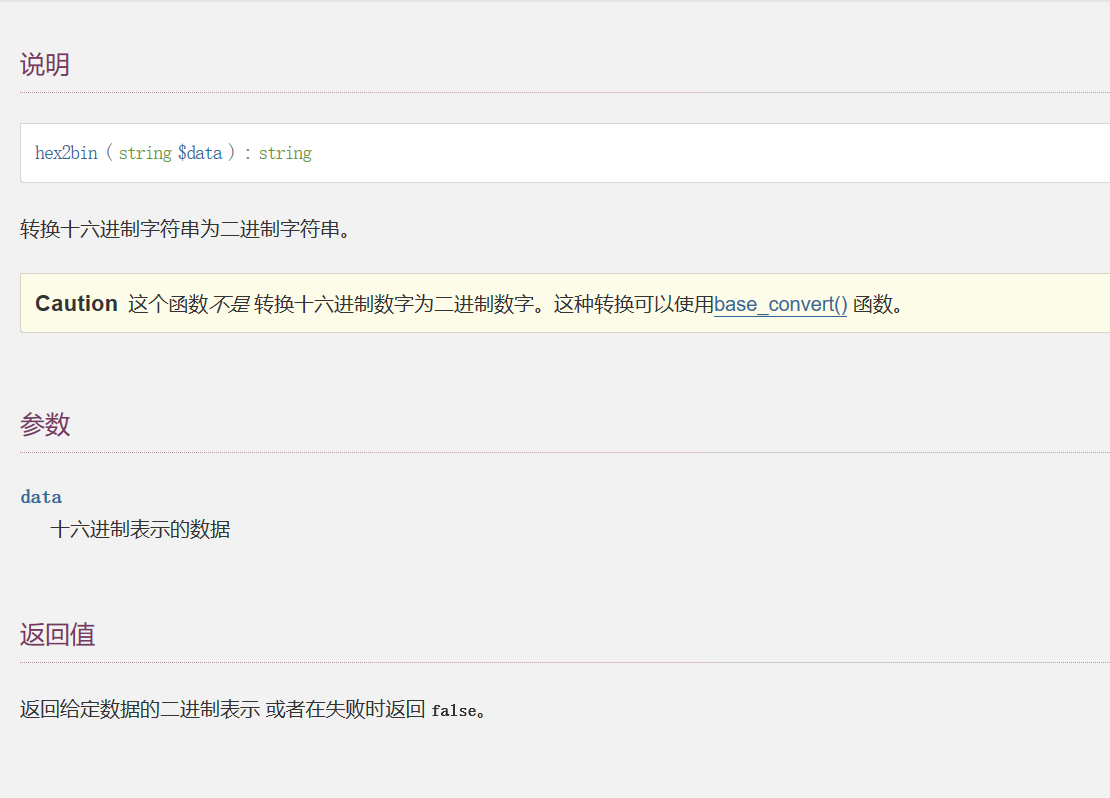 说明
hex2bin ( string $data ) : string
转换十六进制字符串为二进制字符串。
Caution 这个函数不是 转换十六进制数字为二进制数字。这种转换可以使用base_convert() 函数。
参数
data
十六进制表示的数据
返回值
返回给定数据的二进制表示 或者在失败时返回 false。